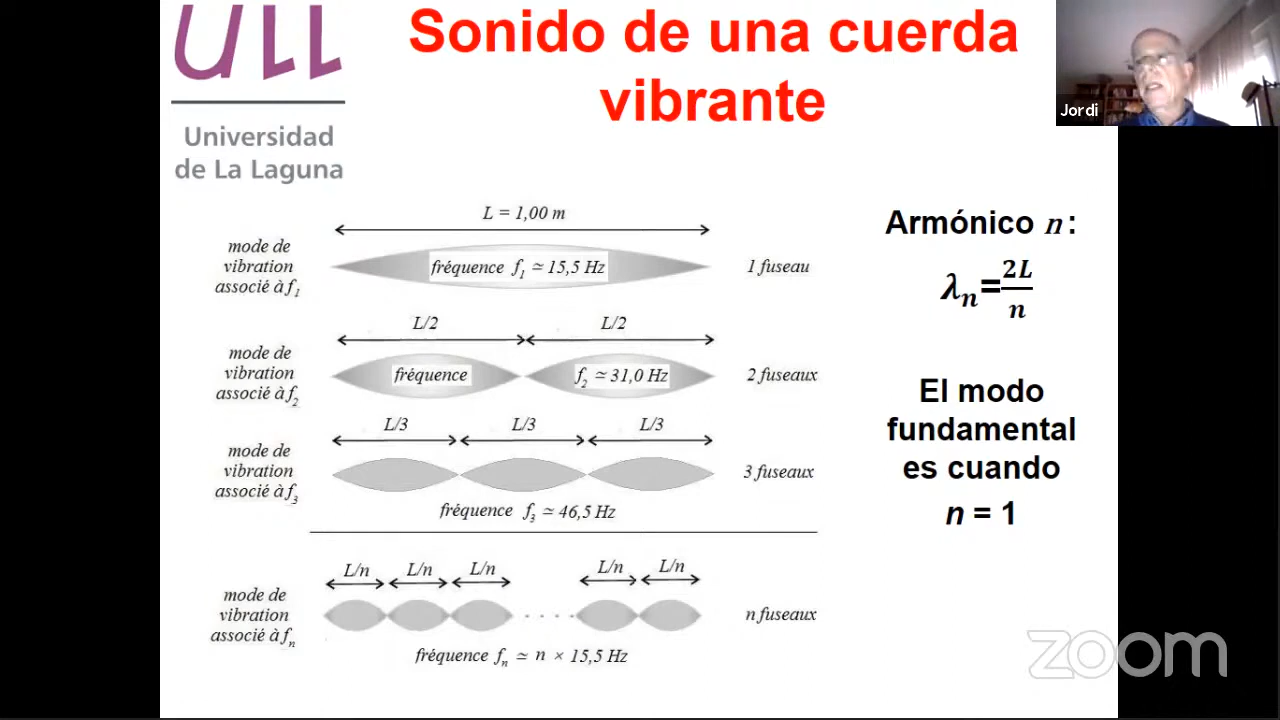 ULL
Universidad
de La Laguna
Sonido de una cuerda
vibrante
Jordi
L = 1,00 m
mode de
vibration
associé à f₁
fréquence f₁ ≃ 15,5 Hz
1 fuseau
L/2 L/2
mode de
vibration
associé à f₂
fréquence f₂ ≃ 31,0 Hz
2 fuseaux
L/3 L/3 L/3
mode de
vibration
associé à f₃
3 fuseaux
fréquence f₃ ≃ 46,5 Hz
L/n L/n L/n L/n L/n
mode de
vibration
associé à fₙ
. . . .
n fuseaux
fréquence fₙ ≃ n × 15,5 Hz
Armónico n:
λₙ=2L/n
El modo
fundamental
es cuando
n = 1
zoom